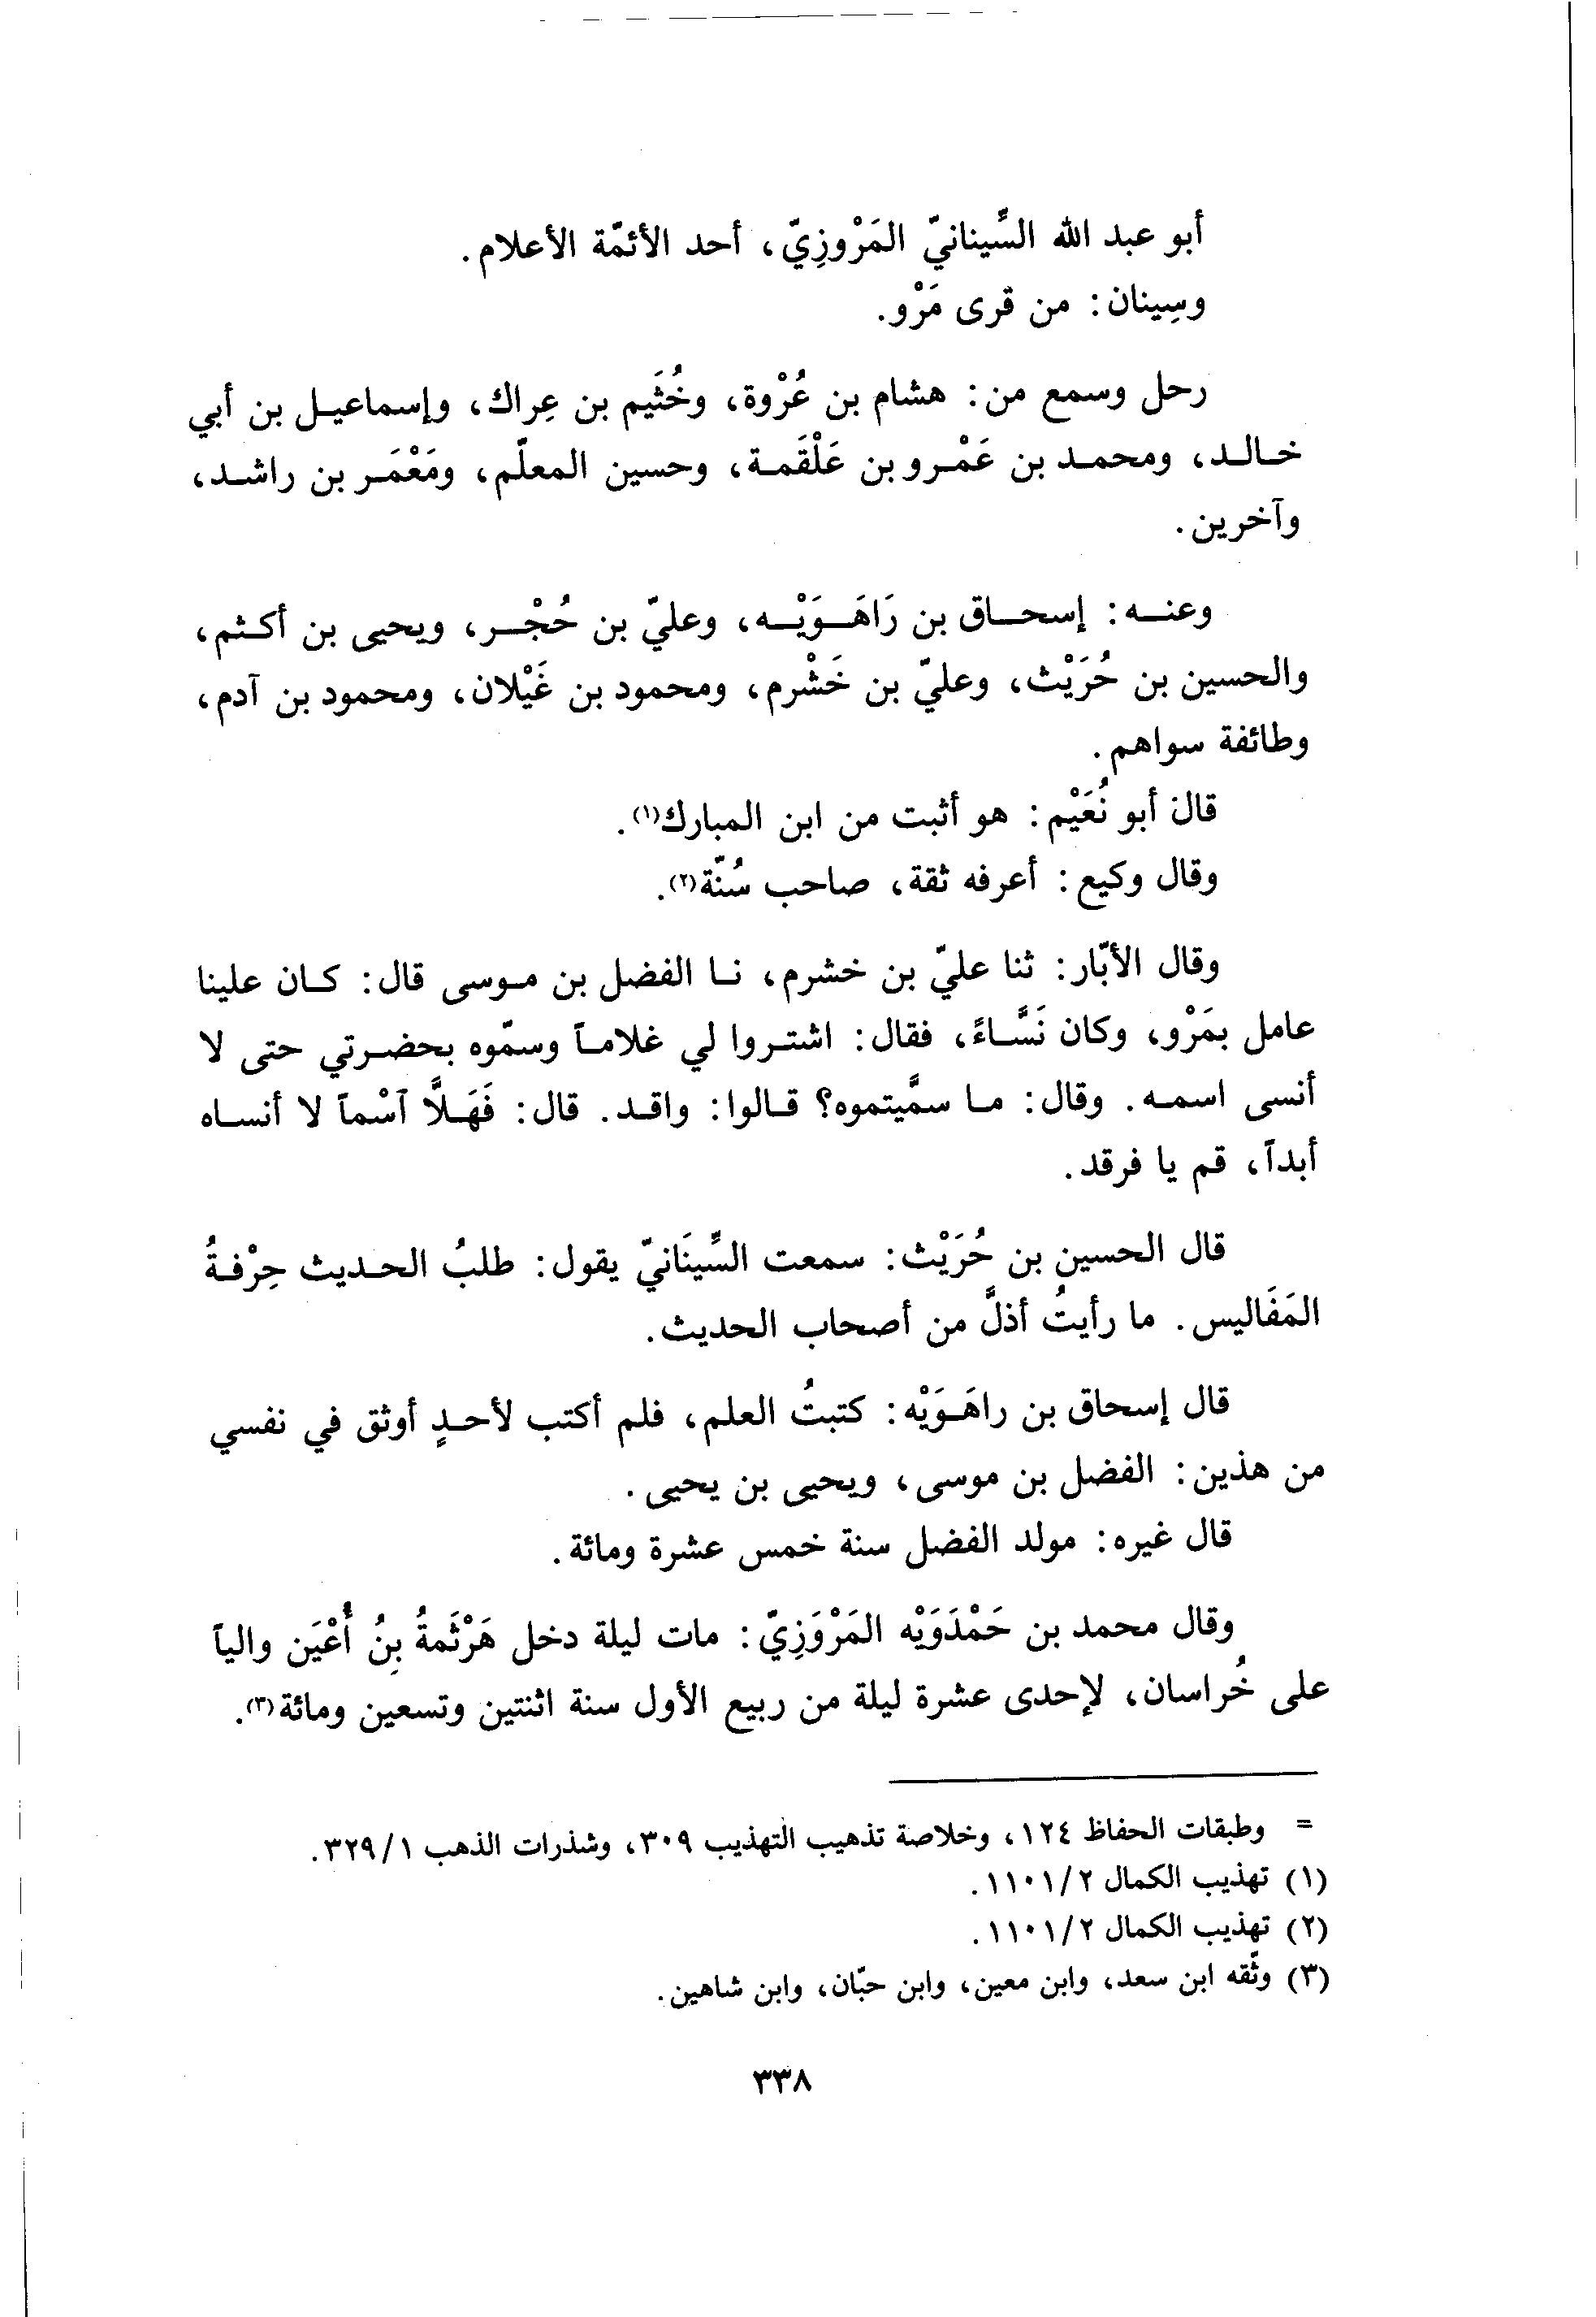 أبو عبد الله السِّينانيّ المَرْوزِيّ، أحد الأئمّة الأعلام.
وسِينان: من قرى مَرْو.
رحل وسمع من: هشام بن عُرْوة، وخُثَيم بن عِراك، وإسماعيل بن أبي
خالد، ومحمد بن عَمْرو بن عَلْقَمة، وحسين المعلّم، ومَعْمَر بن راشد،
وآخرين.
وعنه: إسحاق بن رَاهَوَيْه، وعليّ بن حُجْر، ويحيى بن أكثم،
والحسين بن حُرَيْث، وعليّ بن خَشْرم، ومحمود بن غَيْلان، ومحمود بن آدم،
وطائفة سواهم.
قال أبو نُعَيْم: هو أثبت من ابن المبارك(١).
وقال وكيع: أعرفه ثقة، صاحب سُنّة(٢).
وقال الأبّار: ثنا عليّ بن خشرم، نا الفضل بن موسى قال: كان علينا
عامل بمَرْو، وكان نَسَّاءً، فقال: اشتروا لي غلاماً وسمّوه بحضرتي حتى لا
أنسى اسمه. وقال: ما سمَّيتموه؟ قالوا: واقد. قال: فَهَلَّا آسْماً لا أنساه
أبداً، قم يا فرقد.
قال الحسين بن حُرَيْث: سمعت السِّينَانيّ يقول: طلبُ الحديث حِرْفةُ
المَفَاليس. ما رأيتُ أذلَّ من أصحاب الحديث.
قال إسحاق بن راهَوَيْه: كتبتُ العلم، فلم أكتب لأحدٍ أوثق في نفسي
من هذين: الفضل بن موسى، ويحيى بن يحيى.
قال غيره: مولد الفضل سنة خمس عشرة ومائة.
وقال محمد بن حَمْدَوَيْه المَرْوَزِيّ: مات ليلة دخل هَرْثَمةُ بنُ أُعْيَن والياً
على خُراسان، لإحدى عشرة ليلة من ربيع الأول سنة اثنتين وتسعين ومائة(٣).
= وطبقات الحفاظ ١٢٤، وخلاصة تذهيب التهذيب ٣٠٩، وشذرات الذهب ٣٢٩/١.
(١) تهذيب الكمال ١١٠١/٢.
(٢) تهذيب الكمال ١١٠١/٢.
(٣) وثّقه ابن سعد، وابن معين، وابن حبّان، وابن شاهين.
٣٣٨